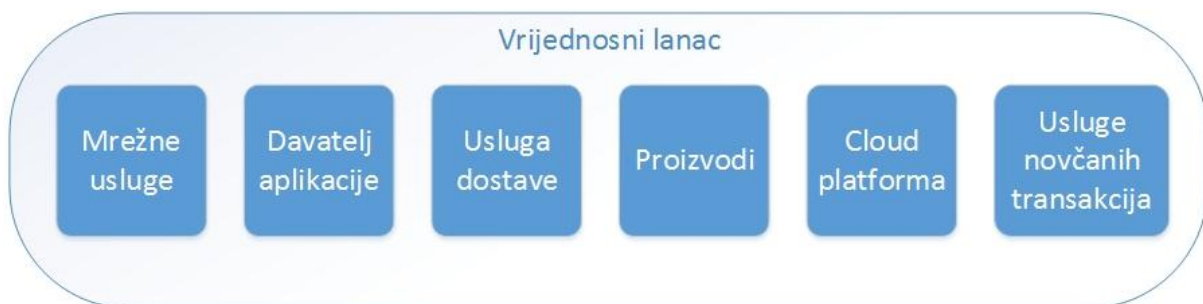 Vrijednosni lanac
Mrežne
usluge
Davatelj
aplikacije
Usluga
dostave
Proizvodi
Cloud
platforma
Usluge
novčanih
transakcija